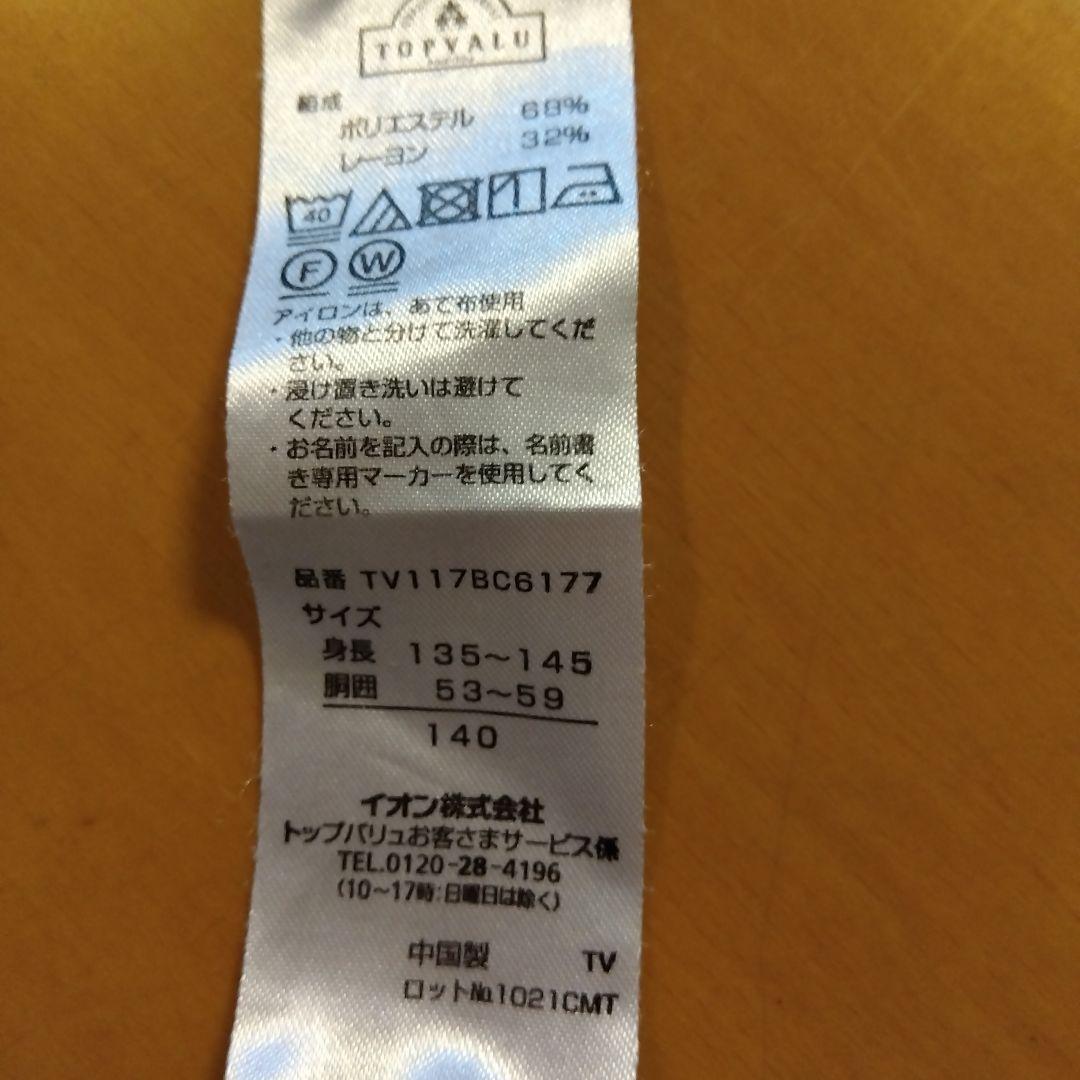 TOPVALU
組成
ポリエステル 68%
レーヨン 32%
40
F W
アイロンは、あて布使用
・他の物と分けて洗濯してくだ
さい。
・浸け置き洗いは避けて
ください。
・お名前を記入の際は、名前書
き専用マーカーを使用してく
ださい。
品番 TV117BC6177
サイズ
身長 135〜145
胴囲 53〜59
140
イオン株式会社
トップバリュお客さまサービス係
TEL.0120-28-4196
(10〜17時:日曜日は除く)
中国製 TV
ロット№1021CMT